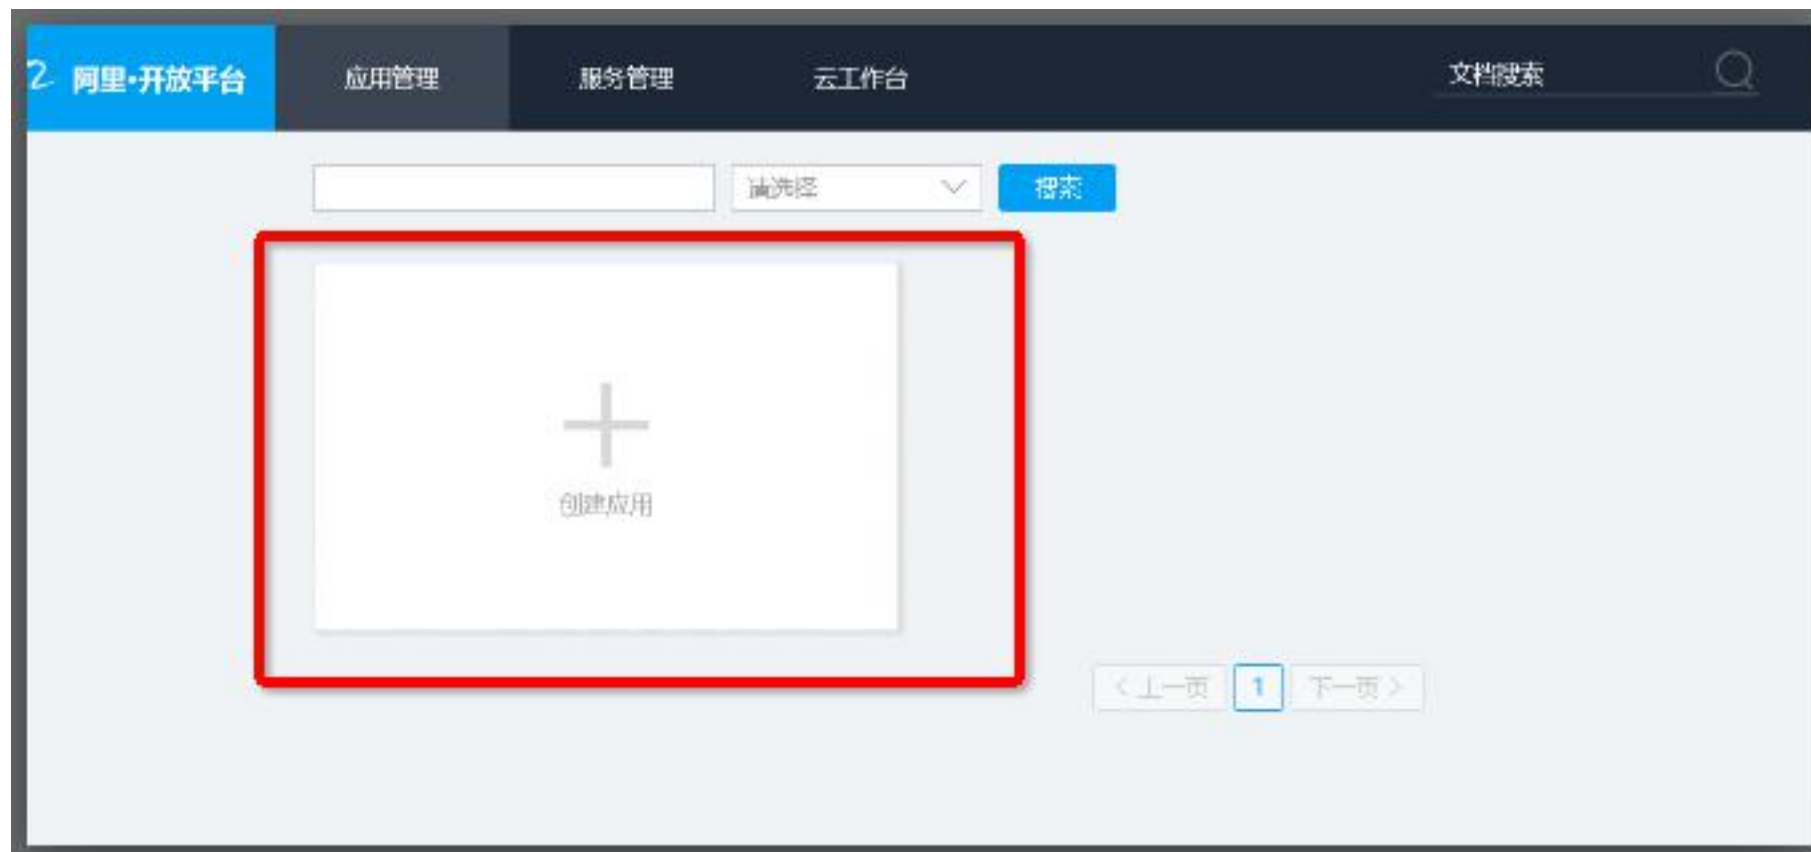 阿里·开放平台 应用管理 服务管理 云工作台 文档搜索
请选择 搜索
创建应用
上一页 1 下一页